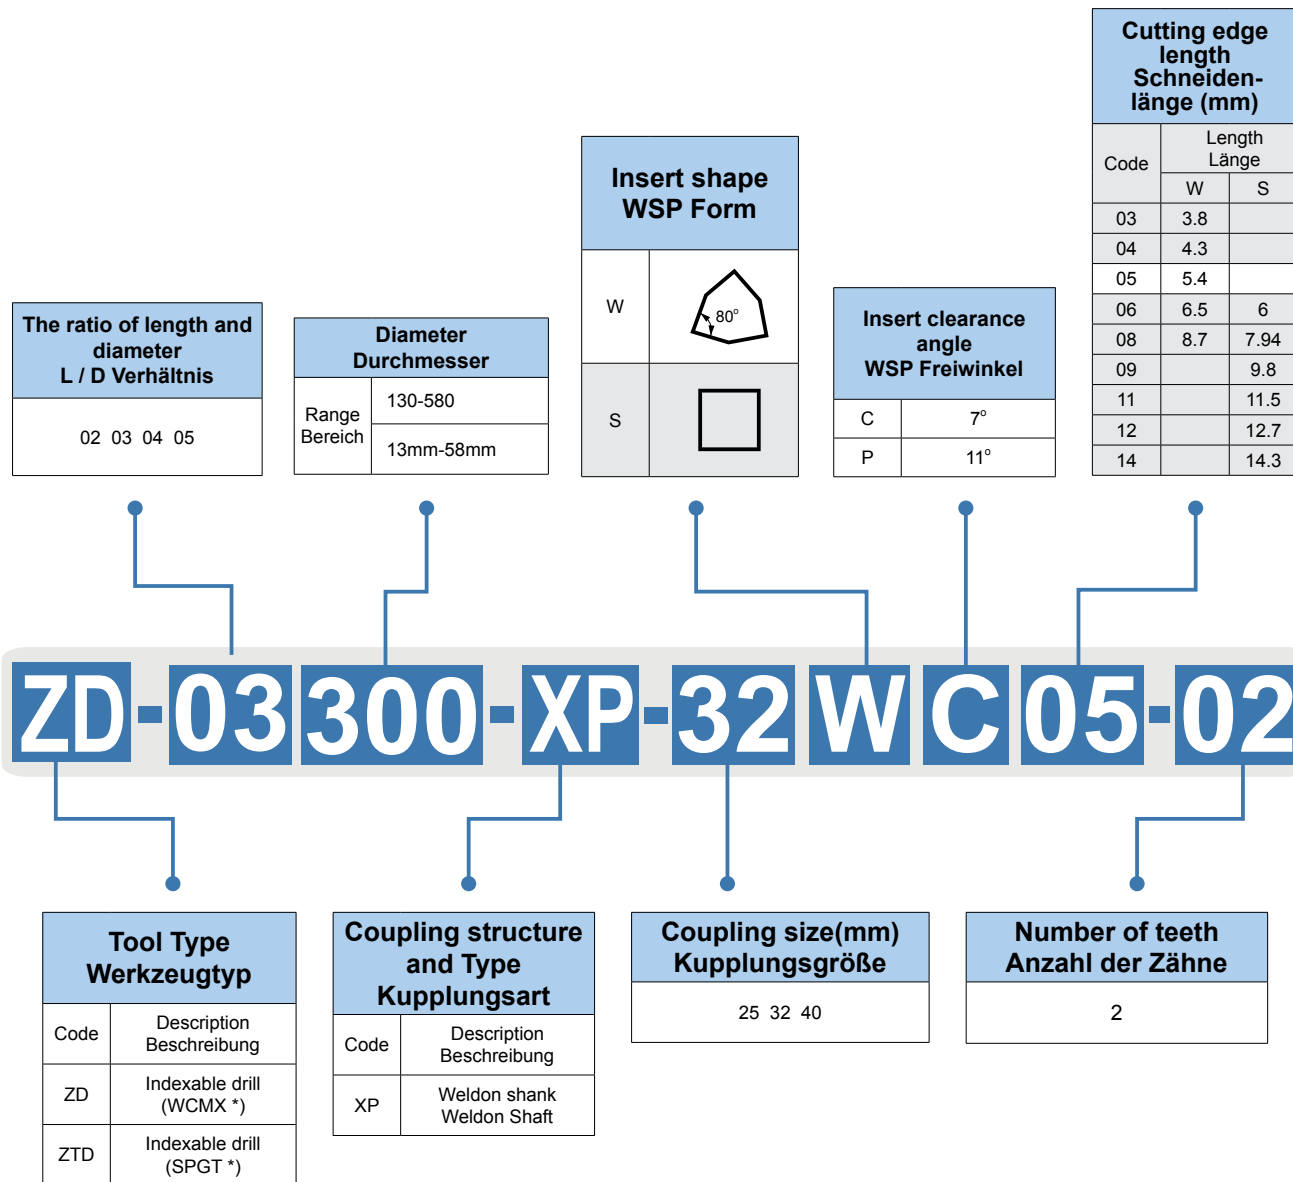 Cutting edge
length
Schneiden-
länge (mm)
Code
Length
Länge
W S
03 3.8
04 4.3
05 5.4
06 6.5 6
08 8.7 7.94
09 9.8
11 11.5
12 12.7
14 14.3
Insert shape
WSP Form
W 80°
S
Insert clearance
angle
WSP Freiwinkel
C 7°
P 11°
The ratio of length and
diameter
L / D Verhältnis
02 03 04 05
Diameter
Durchmesser
Range
Bereich
130-580
13mm-58mm
ZD-03 300-XP-32 W C 05-02
Tool Type
Werkzeugtyp
Code
Description
Beschreibung
ZD
Indexable drill
(WCMX *)
ZTD
Indexable drill
(SPGT *)
Coupling structure
and Type
Kupplungsart
Code
Description
Beschreibung
XP
Weldon shank
Weldon Shaft
Coupling size(mm)
Kupplungsgröße
25 32 40
Number of teeth
Anzahl der Zähne
2